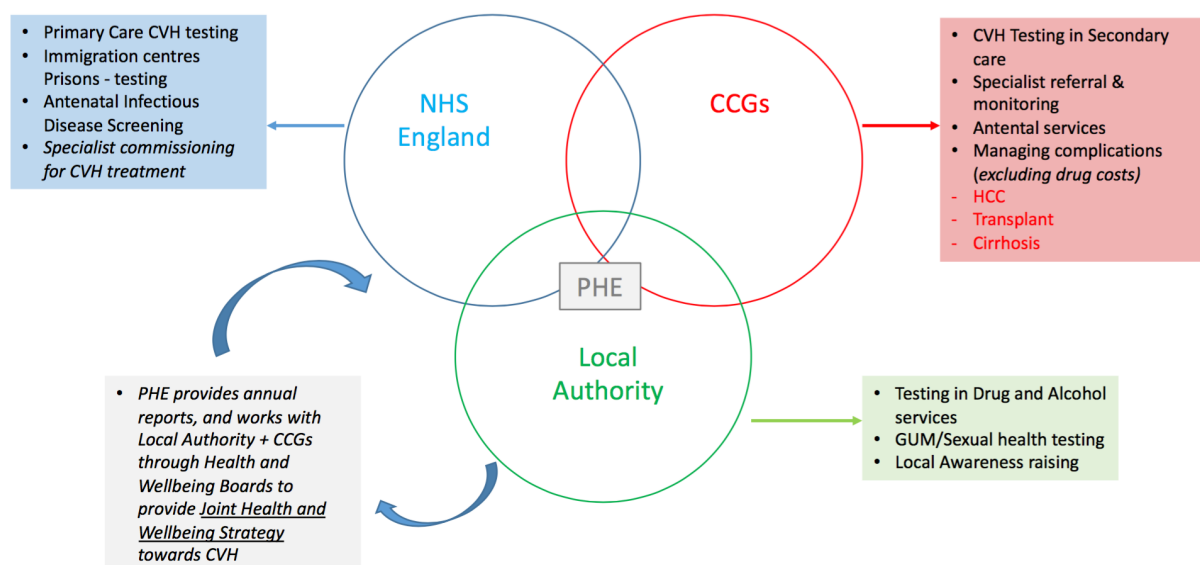 • Primary Care CVH testing
• Immigration centres
Prisons - testing
• Antenatal Infectious
Disease Screening
• Specialist commissioning
for CVH treatment
NHS
England
CCGs
• CVH Testing in Secondary
care
• Specialist referral &
monitoring
• Antental services
• Managing complications
(excluding drug costs)
- HCC
- Transplant
- Cirrhosis
PHE
Local
Authority
• PHE provides annual
reports, and works with
Local Authority + CCGs
through Health and
Wellbeing Boards to
provide Joint Health and
Wellbeing Strategy
towards CVH
• Testing in Drug and Alcohol
services
• GUM/Sexual health testing
• Local Awareness raising